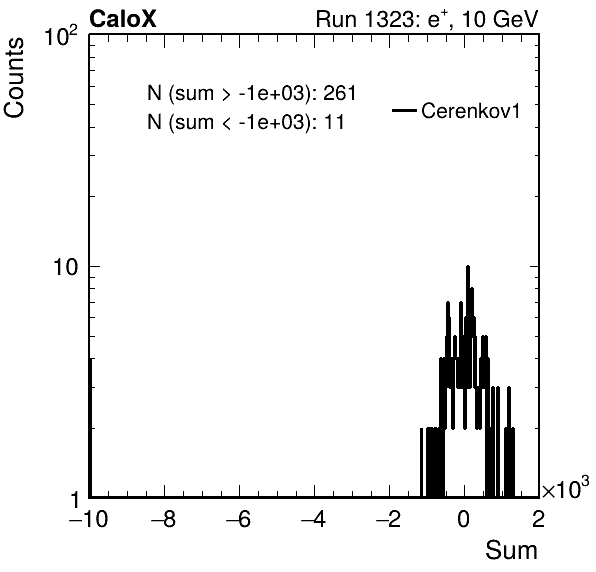 CaloX Run 1323: e⁺, 10 GeV
Counts
10²
10
1
N (sum > -1e+03): 261
N (sum < -1e+03): 11
Cerenkov1
−10 −8 −6 −4 −2 0 2
×10³
Sum